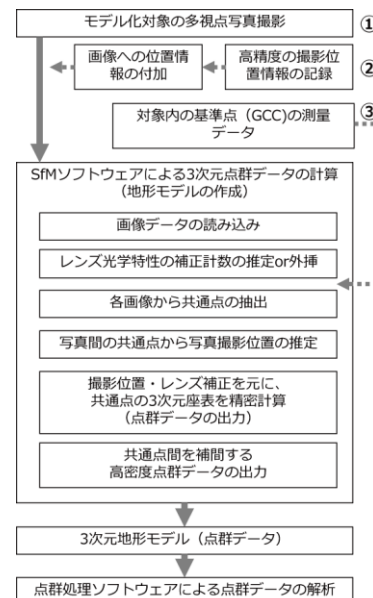 モデル化対象の多視点写真撮影
①
画像への位置情
報の付加
高精度の撮影位
置情報の記録
②
対象内の基準点（GCC)の測量
データ
③
SfMソフトウェアによる3次元点群データの計算
（地形モデルの作成）
画像データの読み込み
レンズ光学特性の補正計数の推定or外挿
各画像から共通点の抽出
写真間の共通点から写真撮影位置の推定
撮影位置・レンズ補正を元に、
共通点の3次元座表を精密計算
（点群データの出力）
共通点間を補間する
高密度点群データの出力
3次元地形モデル（点群データ）
点群処理ソフトウェアによる点群データの解析